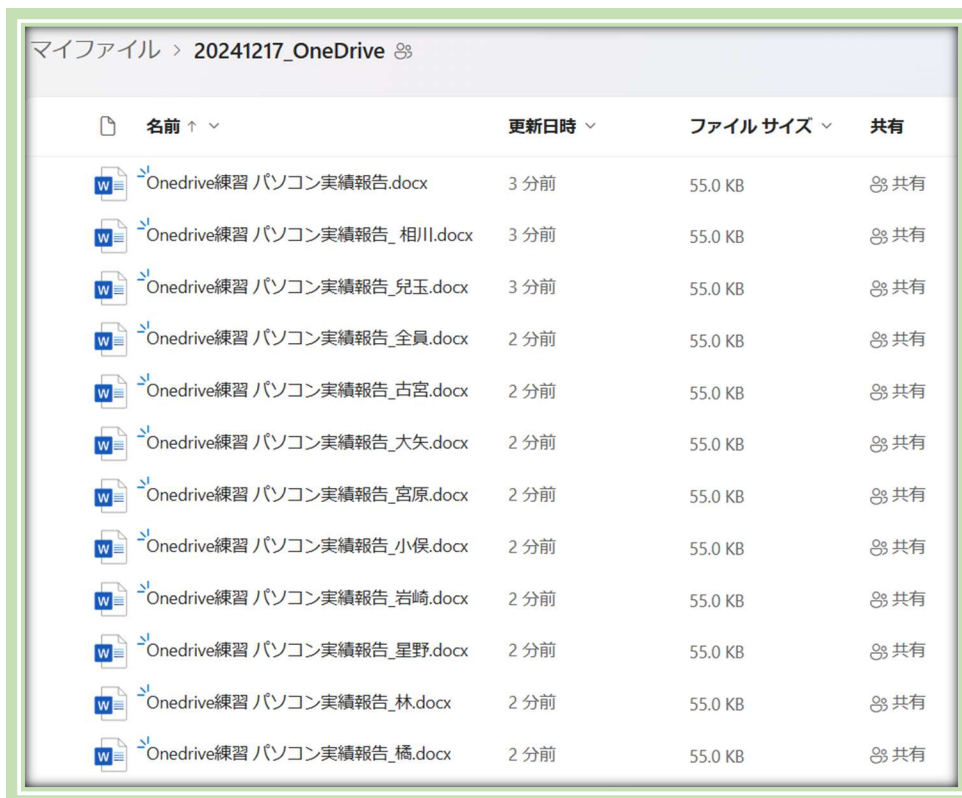 マイファイル > 20241217_OneDrive
名前 ↑ 更新日時 ファイル サイズ 共有
Onedrive練習 パソコン実績報告.docx 3 分前 55.0 KB 共有
Onedrive練習 パソコン実績報告_ 相川.docx 3 分前 55.0 KB 共有
Onedrive練習 パソコン実績報告_兒玉.docx 3 分前 55.0 KB 共有
Onedrive練習 パソコン実績報告_全員.docx 2 分前 55.0 KB 共有
Onedrive練習 パソコン実績報告_古宮.docx 2 分前 55.0 KB 共有
Onedrive練習 パソコン実績報告_大矢.docx 2 分前 55.0 KB 共有
Onedrive練習 パソコン実績報告_宮原.docx 2 分前 55.0 KB 共有
Onedrive練習 パソコン実績報告_小俣.docx 2 分前 55.0 KB 共有
Onedrive練習 パソコン実績報告_岩崎.docx 2 分前 55.0 KB 共有
Onedrive練習 パソコン実績報告_星野.docx 2 分前 55.0 KB 共有
Onedrive練習 パソコン実績報告_林.docx 2 分前 55.0 KB 共有
Onedrive練習 パソコン実績報告_橘.docx 2 分前 55.0 KB 共有